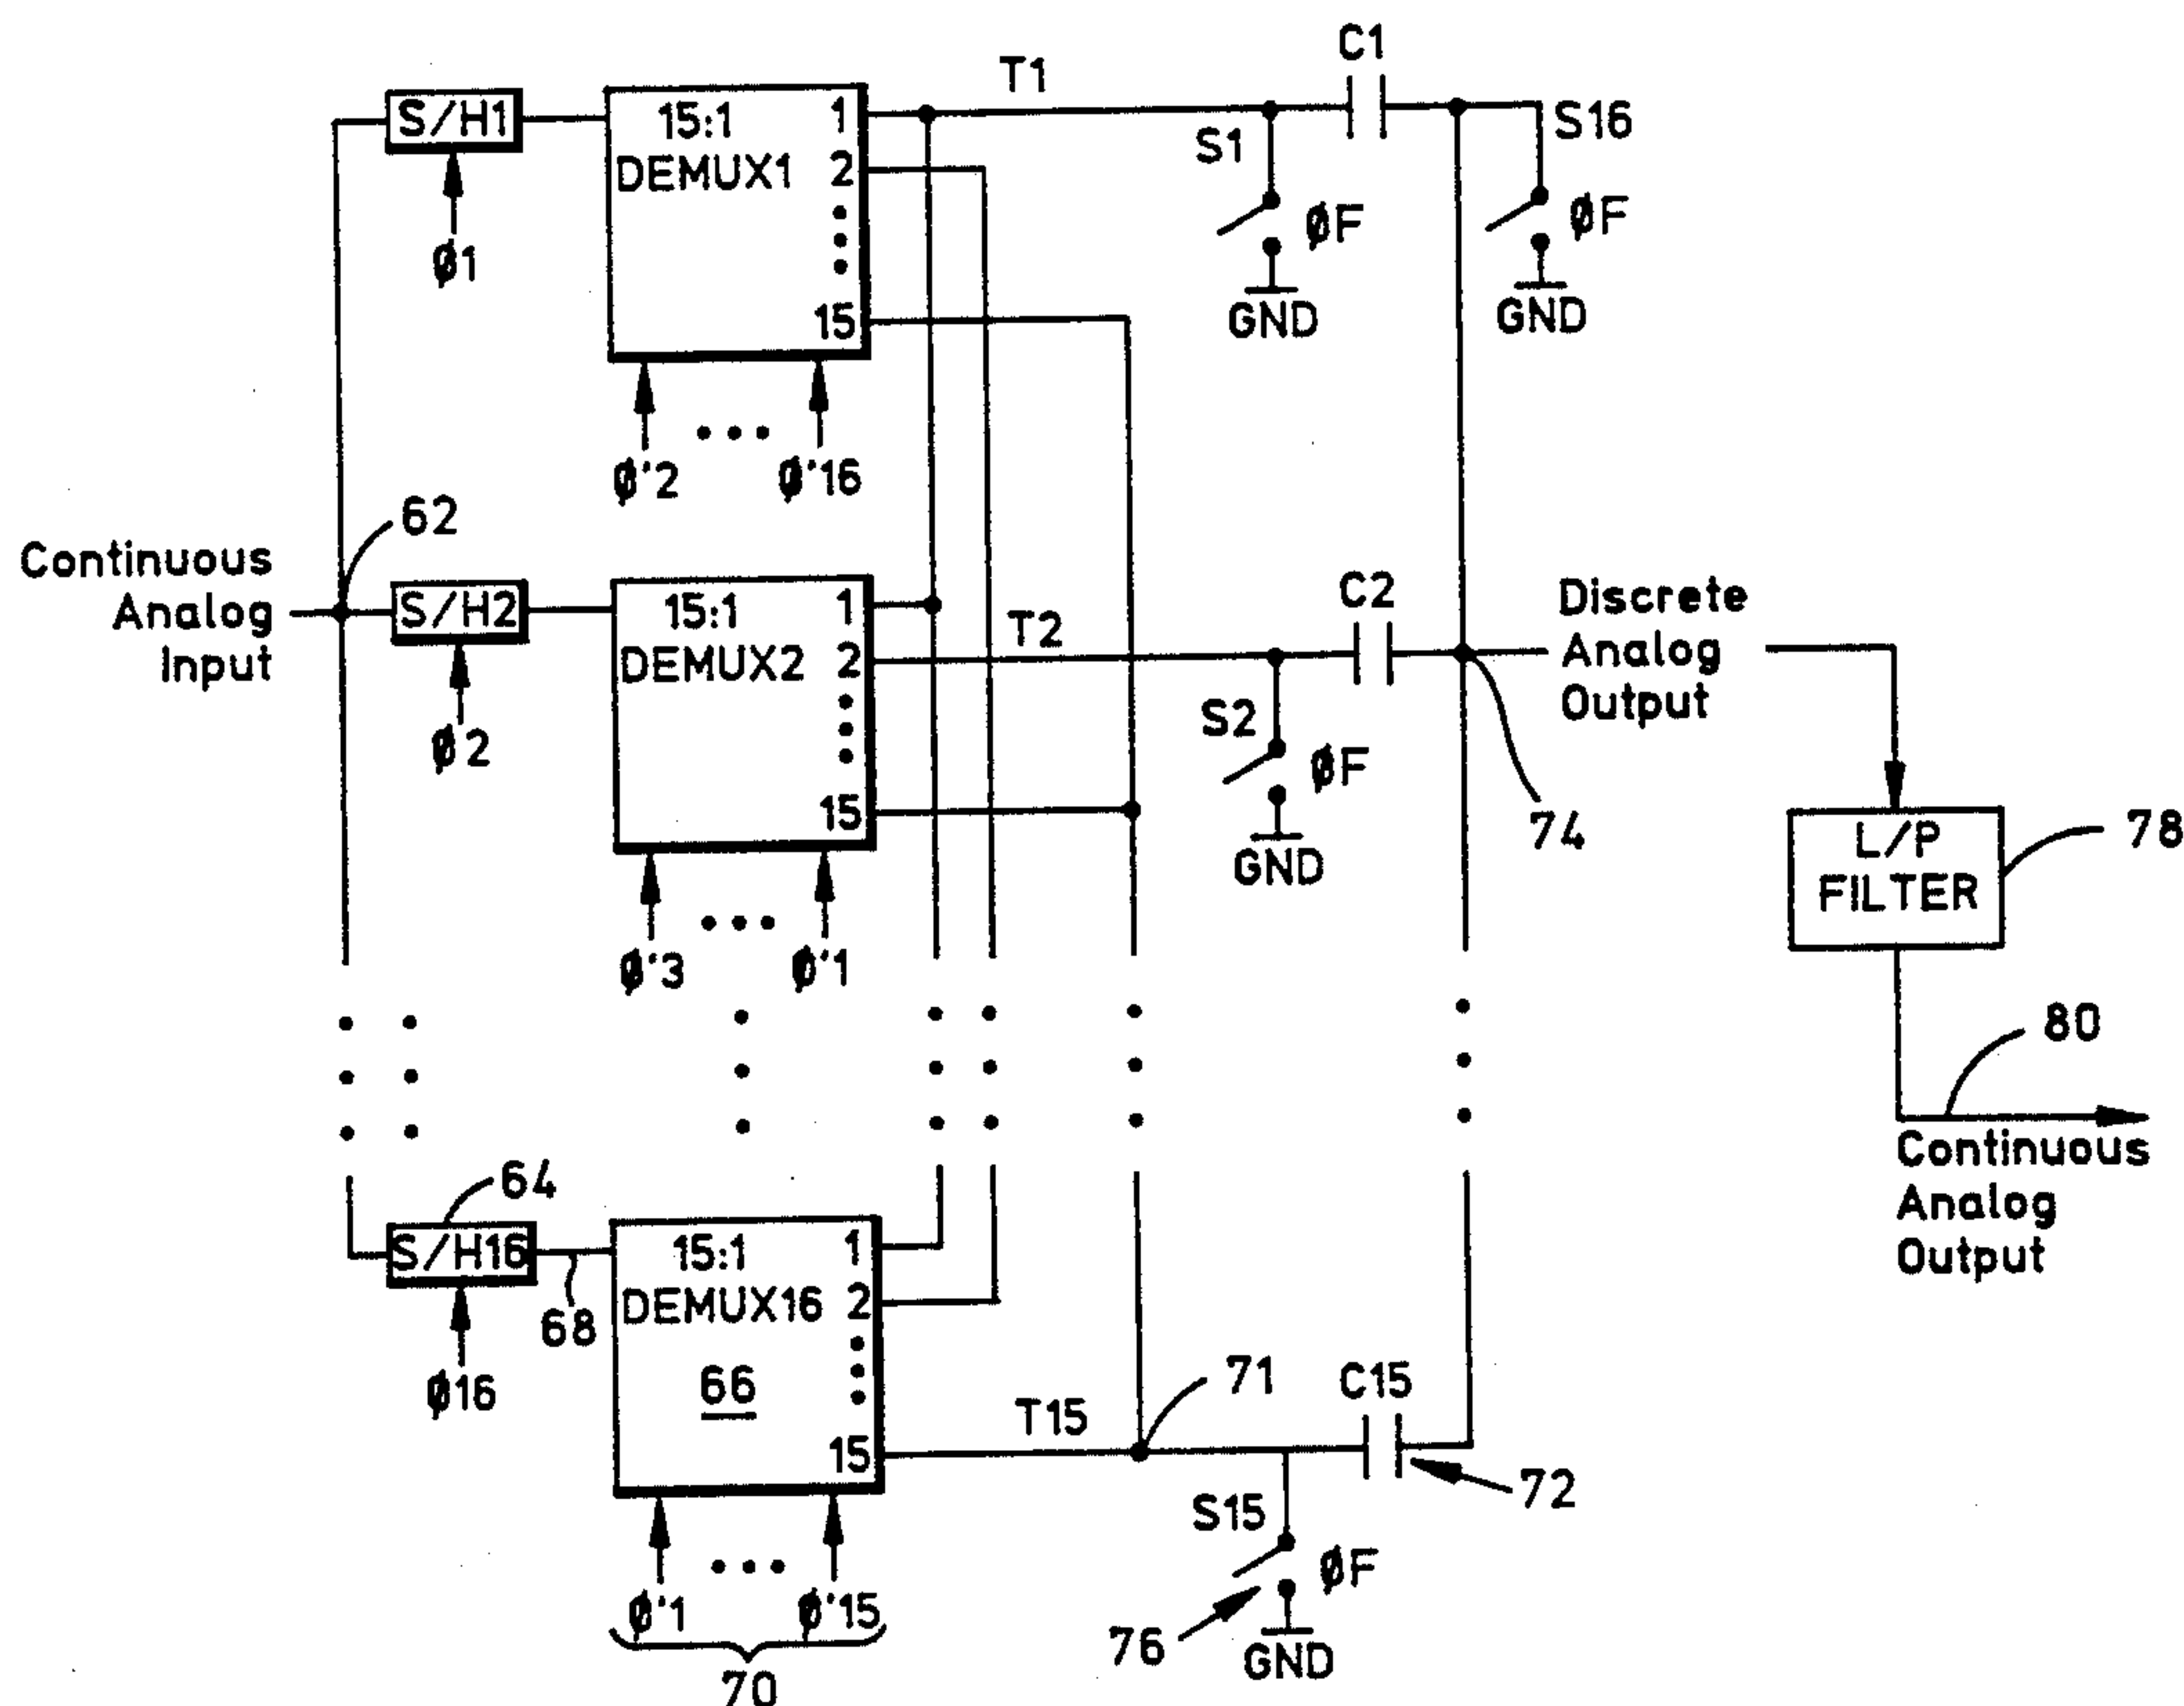 C1
T1
S/H1
15:1
DEMUX1
1
2
15
S1
S16
ØF
ØF
GND
GND
Ø1
Ø'2
Ø'16
62
Continuous
Analog
Input
S/H2
15:1
DEMUX2
1
2
15
T2
C2
Discrete
Analog
Output
S2
ØF
GND
Ø2
74
L/P
FILTER
78
Ø'3
Ø'1
80
Continuous
Analog
Output
64
S/H16
68
15:1
DEMUX16
66
1
2
15
71
C15
T15
Ø16
72
S15
ØF
76
GND
Ø'1
Ø'15
70